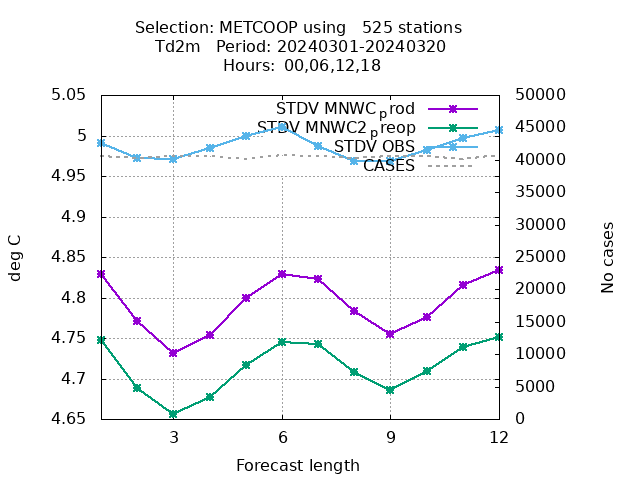 Selection: METCOOP using   525 stations
Td2m   Period: 20240301-20240320
Hours: 00,06,12,18
5.05
5
4.95
4.9
4.85
4.8
4.75
4.7
4.65
50000
45000
40000
35000
30000
25000
20000
15000
10000
5000
0
STDV MNWCprod
STDV MNWC2preop
STDV OBS
CASES
deg C
No cases
3
6
9
12
Forecast length